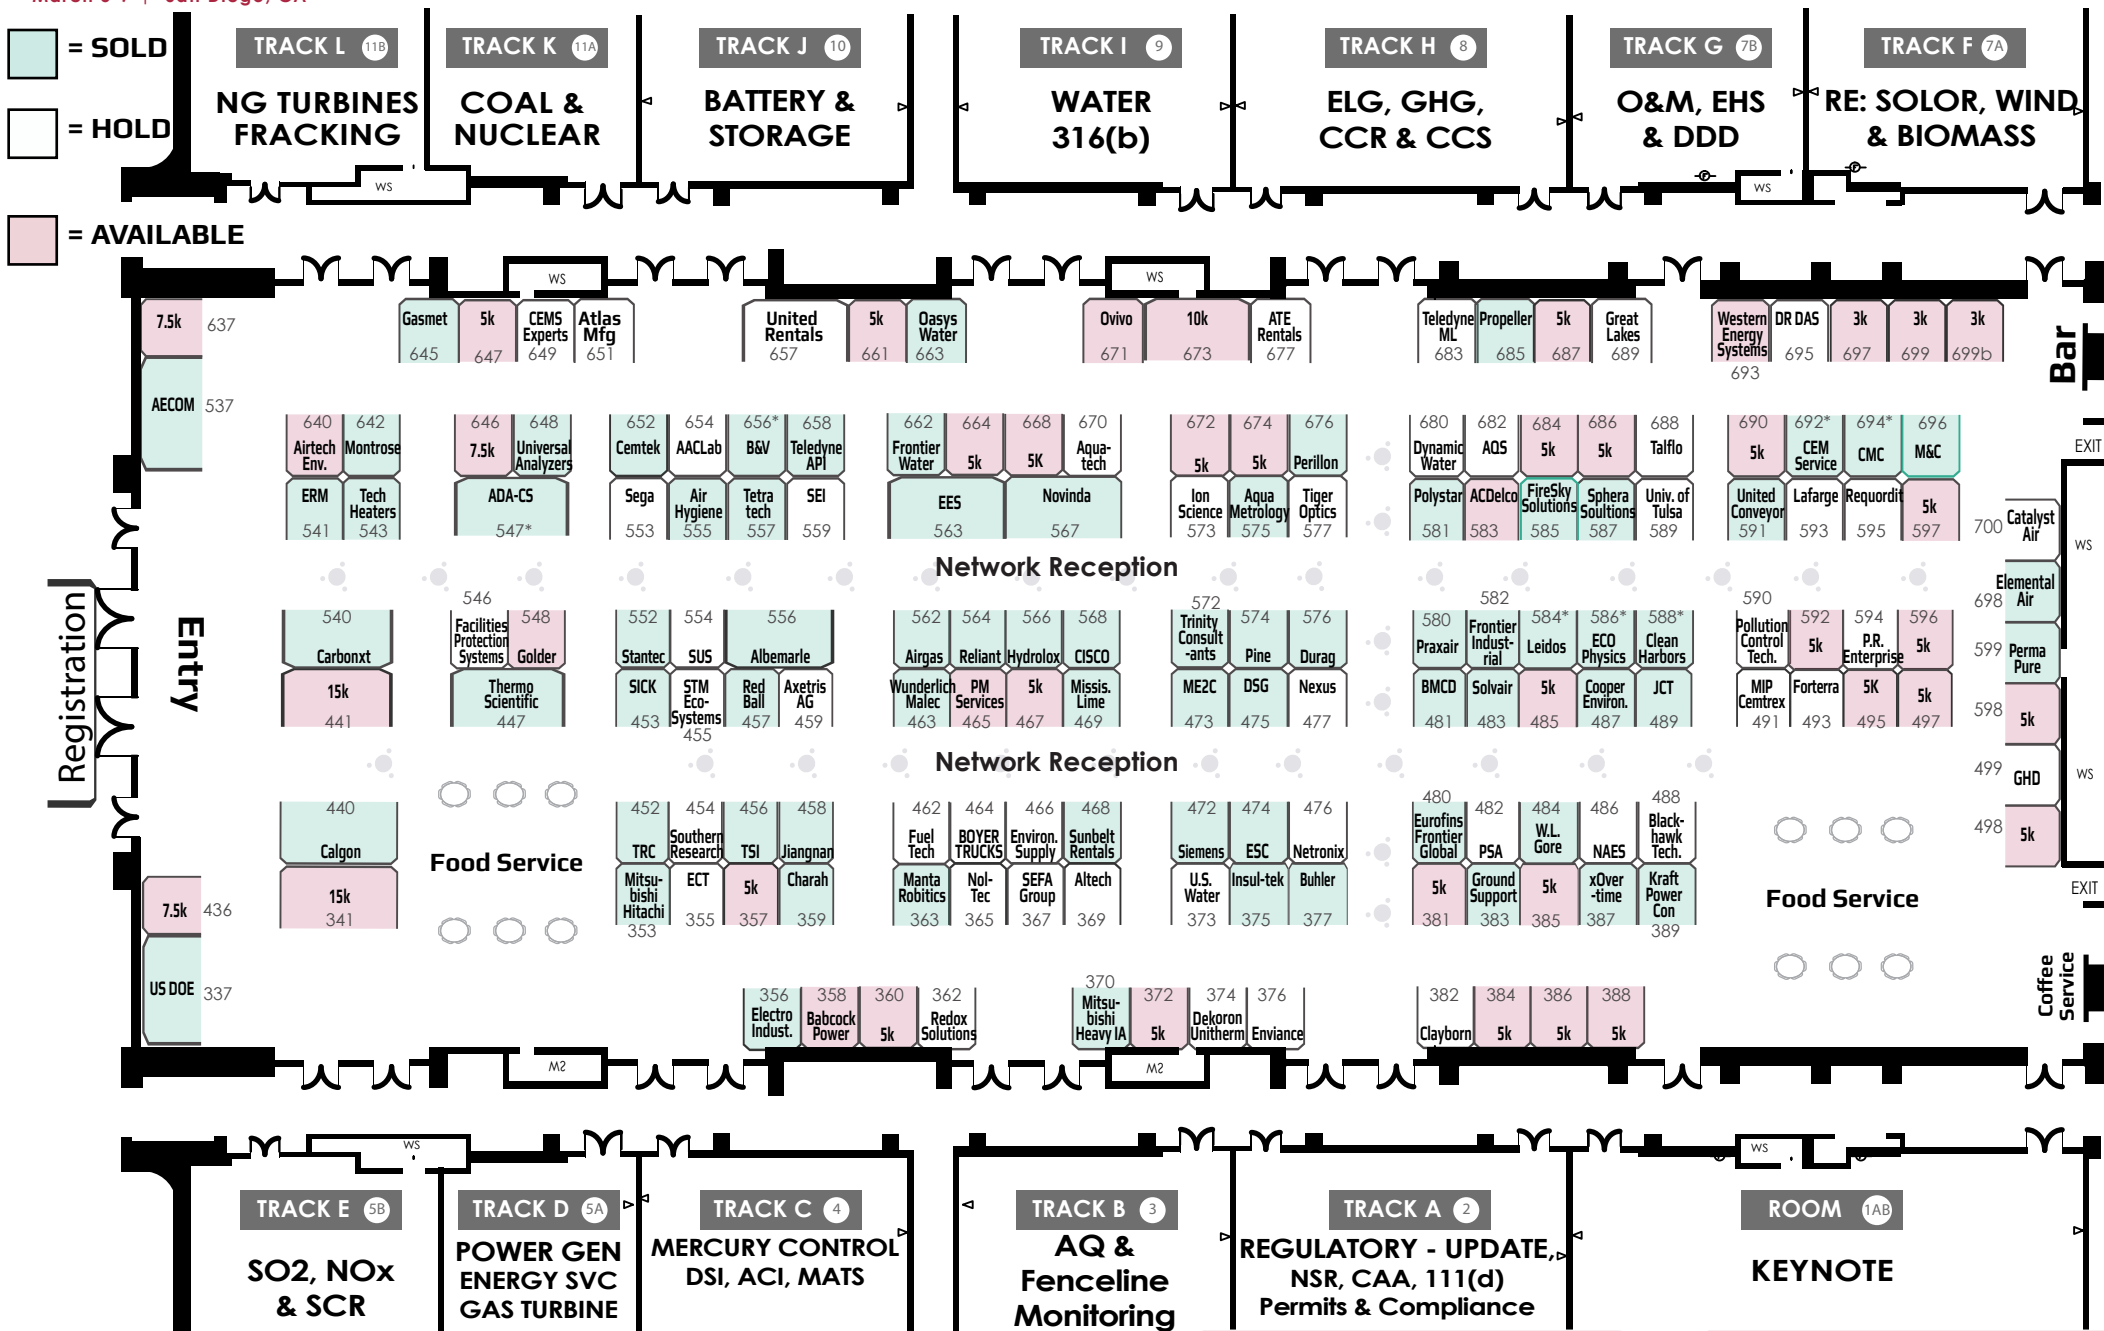 = SOLD
= HOLD
= AVAILABLE
TRACK L 11B
NG TURBINES
FRACKING
TRACK K 11A
COAL &
NUCLEAR
TRACK J 10
BATTERY &
STORAGE
TRACK I 9
WATER
316(b)
TRACK H 8
ELG, GHG,
CCR & CCS
TRACK G 7B
O&M, EHS
& DDD
TRACK F 7A
RE: SOLOR, WIND
& BIOMASS
WS
WS
WS
WS
7.5k 637
AECOM 537
Gasmet
645
5k
647
CEMS
Experts
649
Atlas
Mfg
651
United
Rentals
657
5k
661
Oasys
Water
663
Ovivo
671
10k
673
ATE
Rentals
677
Teledyne
ML
683
Propeller
685
5k
687
Great
Lakes
689
Western
Energy
Systems
693
DR DAS
695
3k
697
3k
699
3k
699b
Bar
640
Airtech
Env.
642
Montrose
646
7.5k
648
Universal
Analyzers
652
Cemtek
654
AACLab
656*
B&V
658
Teledyne
API
662
Frontier
Water
664
5k
668
5K
670
Aqua-
tech
672
5k
674
5k
676
Perillon
680
Dynamic
Water
682
AQS
684
5k
686
5k
688
Talflo
690
5k
692*
CEM
Service
694*
CMC
696
M&C
EXIT
ERM
541
Tech
Heaters
543
ADA-CS
547*
Sega
553
Air
Hygiene
555
Tetra
tech
557
SEI
559
EES
563
Novinda
567
Ion
Science
573
Aqua
Metrology
575
Tiger
Optics
577
Polystar
581
ACDelco
583
FireSky
Solutions
585
Sphera
Soultions
587
Univ. of
Tulsa
589
United
Conveyor
591
Lafarge
593
Requordit
595
5k
597
700 Catalyst
Air
WS
Network Reception
Registration
Entry
540
Carbonxt
546
Facilities
Protection
Systems
548
Golder
552
Stantec
554
SUS
556
Albemarle
562
Airgas
564
Reliant
566
Hydrolox
568
CISCO
572
Trinity
Consult
-ants
574
Pine
576
Durag
580
Praxair
582
Frontier
Indust-
rial
584*
Leidos
586*
ECO
Physics
588*
Clean
Harbors
590
Pollution
Control
Tech.
592
5k
594
P.R.
Enterprise
596
5k
Elemental
698 Air
599 Perma
Pure
15k
441
Thermo
Scientific
447
SICK
453
STM
Eco-
Systems
455
Red
Ball
457
Axetris
AG
459
Wunderlich
Malec
463
PM
Services
465
5k
467
Missis.
Lime
469
ME2C
473
DSG
475
Nexus
477
BMCD
481
Solvair
483
5k
485
Cooper
Environ.
487
JCT
489
MIP
Cemtrex
491
Forterra
493
5K
495
5k
497
598 5k
Network Reception
499 GHD
WS
498 5k
440
Calgon
Food Service
452
TRC
454
Southern
Research
456
TSI
458
Jiangnan
462
Fuel
Tech
464
BOYER
TRUCKS
466
Environ.
Supply
468
Sunbelt
Rentals
472
Siemens
474
ESC
476
Netronix
480
Eurofins
Frontier
Global
482
PSA
484
W.L.
Gore
486
NAES
488
Black-
hawk
Tech.
7.5k 436
15k
341
Mitsu-
bishi
Hitachi
353
ECT
355
5k
357
Charah
359
Manta
Robitics
363
Nol-
Tec
365
SEFA
Group
367
Altech
369
U.S.
Water
373
Insul-tek
375
Buhler
377
5k
381
Ground
Support
383
5k
385
xOver
-time
387
Kraft
Power
Con
389
Food Service
EXIT
US DOE 337
356
Electro
Indust.
358
Babcock
Power
360
5k
362
Redox
Solutions
370
Mitsu-
bishi
Heavy IA
372
5k
374
Dekoron
Unitherm
376
Enviance
382
Clayborn
384
5k
386
5k
388
5k
Coffee
Service
WS
WS
WS
WS
TRACK E 5B
SO2, NOx
& SCR
TRACK D 5A
POWER GEN
ENERGY SVC
GAS TURBINE
TRACK C 4
MERCURY CONTROL
DSI, ACI, MATS
TRACK B 3
AQ &
Fenceline
Monitoring
TRACK A 2
REGULATORY - UPDATE,
NSR, CAA, 111(d)
Permits & Compliance
ROOM 1AB
KEYNOTE